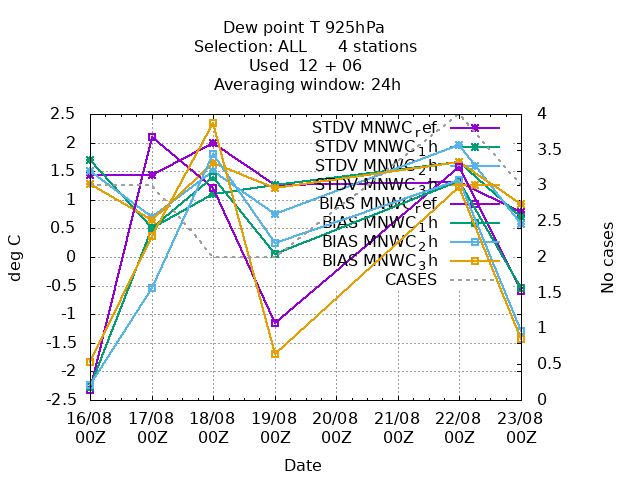 Dew point T 925hPa
Selection: ALL 4 stations
Used 12 + 06
Averaging window: 24h
2.5
2
1.5
1
0.5
0
-0.5
-1
-1.5
-2
-2.5
deg C
4
3.5
3
2.5
2
1.5
1
0.5
0
No cases
STDV MNWC_ref
STDV MNWC_1h
STDV MNWC_2h
STDV MNWC_3h
BIAS MNWC_ref
BIAS MNWC_1h
BIAS MNWC_2h
BIAS MNWC_3h
CASES
16/08 17/08 18/08 19/08 20/08 21/08 22/08 23/08
00Z 00Z 00Z 00Z 00Z 00Z 00Z 00Z
Date